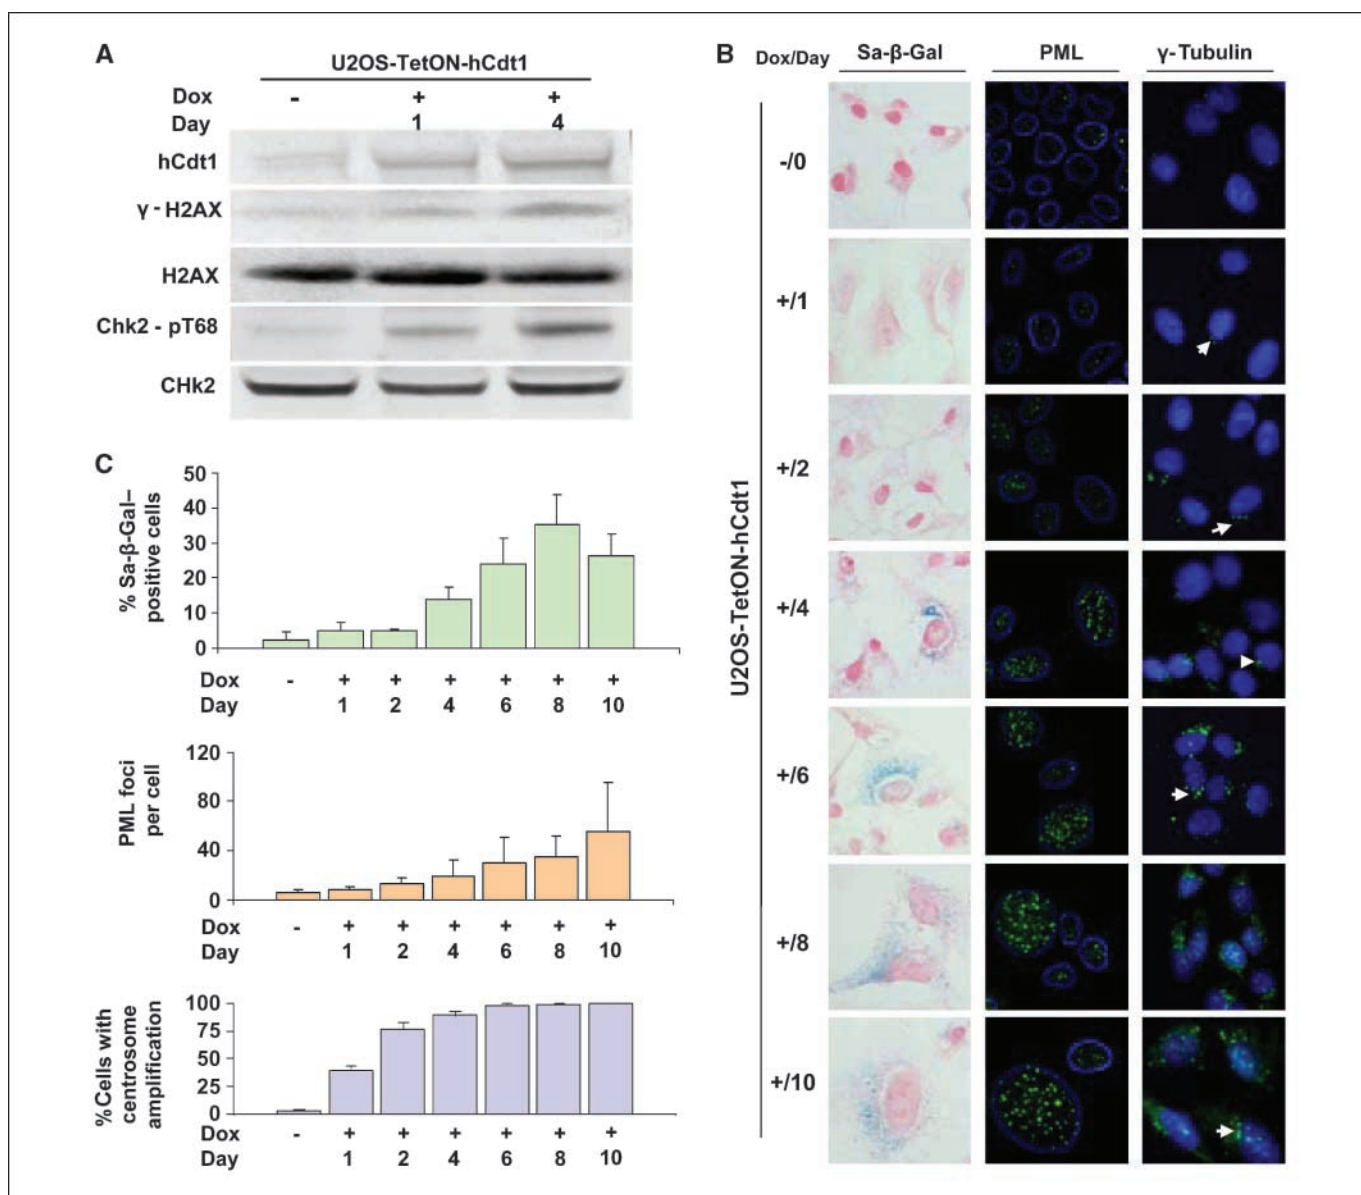 A
U2OS-TetON-hCdt1
Dox - + +
Day 1 4
hCdt1
γ - H2AX
H2AX
Chk2 - pT68
CHk2
B
Dox/Day Sa-β-Gal PML γ-Tubulin
U2OS-TetON-hCdt1
-/0
+/1
+/2
+/4
+/6
+/8
+/10
C
% Sa-β-Gal–
positive cells
50
40
30
20
10
0
Dox - + + + + + +
Day 1 2 4 6 8 10
PML foci
per cell
120
80
40
0
Dox - + + + + + +
Day 1 2 4 6 8 10
%Cells with
centrosome
amplification
100
75
50
25
0
Dox - + + + + + +
Day 1 2 4 6 8 10